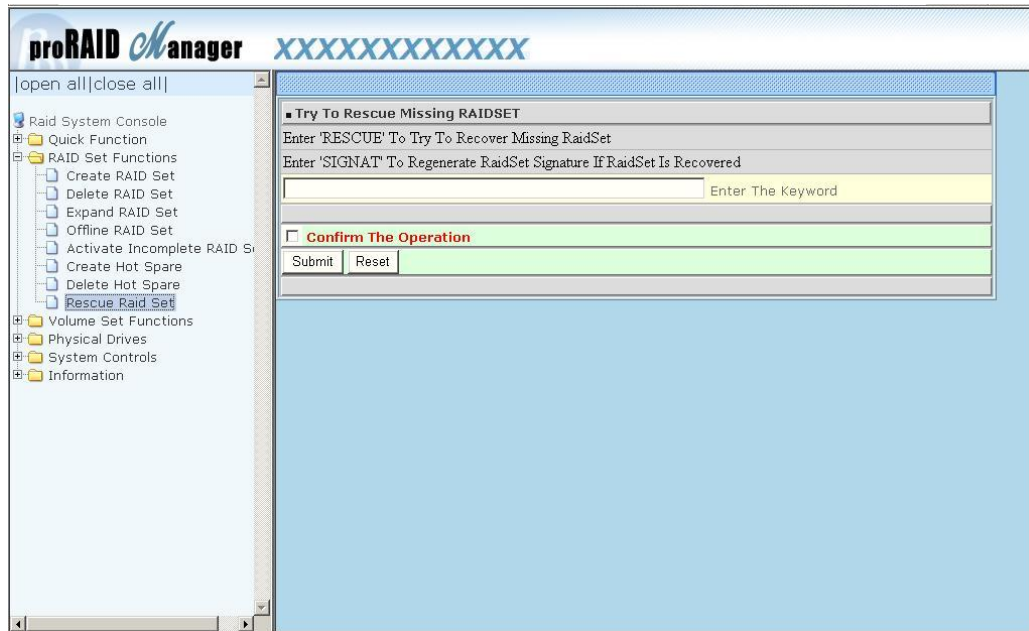 proRAID Manager XXXXXXXXXXXX
|open all|close all|
Raid System Console
Quick Function
RAID Set Functions
Create RAID Set
Delete RAID Set
Expand RAID Set
Offline RAID Set
Activate Incomplete RAID Se
Create Hot Spare
Delete Hot Spare
Rescue Raid Set
Volume Set Functions
Physical Drives
System Controls
Information
▪ Try To Rescue Missing RAIDSET
Enter 'RESCUE' To Try To Recover Missing RaidSet
Enter 'SIGNAT' To Regenerate RaidSet Signature If RaidSet Is Recovered
Enter The Keyword
Confirm The Operation
Submit Reset